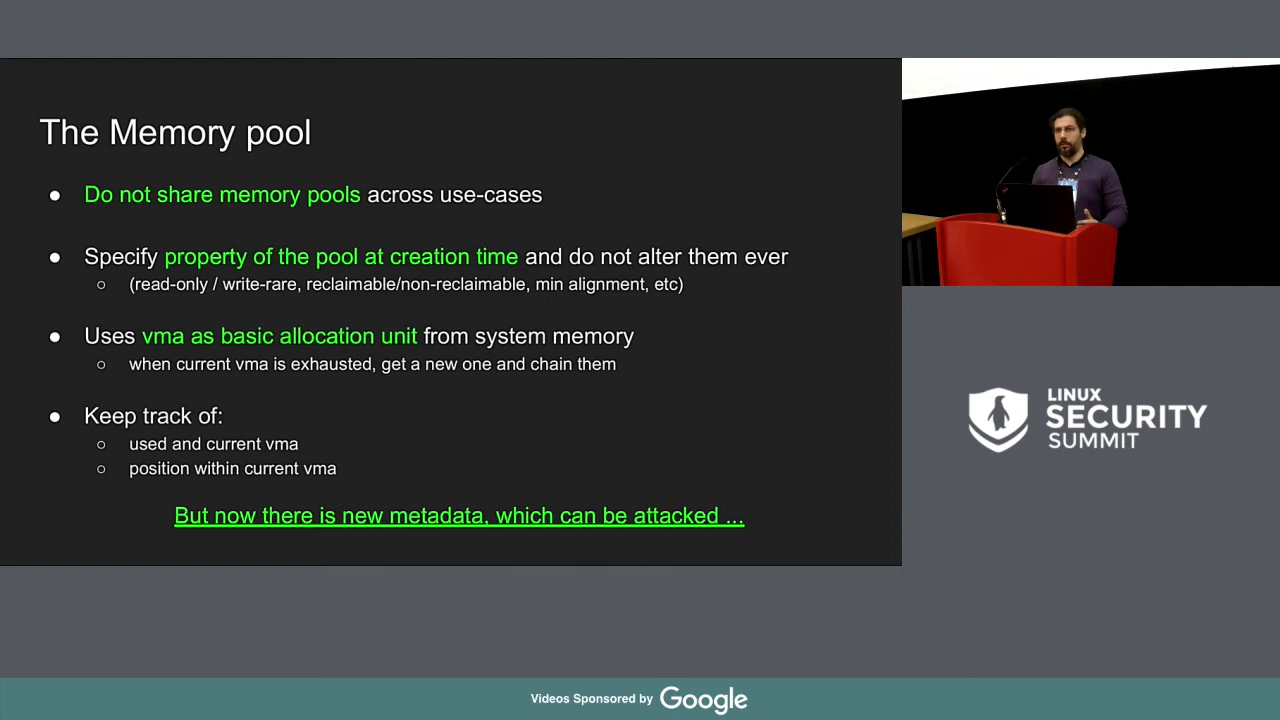 The Memory pool
● Do not share memory pools across use-cases
● Specify property of the pool at creation time and do not alter them ever
○ (read-only / write-rare, reclaimable/non-reclaimable, min alignment, etc)
● Uses vma as basic allocation unit from system memory
○ when current vma is exhausted, get a new one and chain them
● Keep track of:
○ used and current vma
○ position within current vma
But now there is new metadata, which can be attacked ...
LINUX
SECURITY
SUMMIT
Videos Sponsored by Google